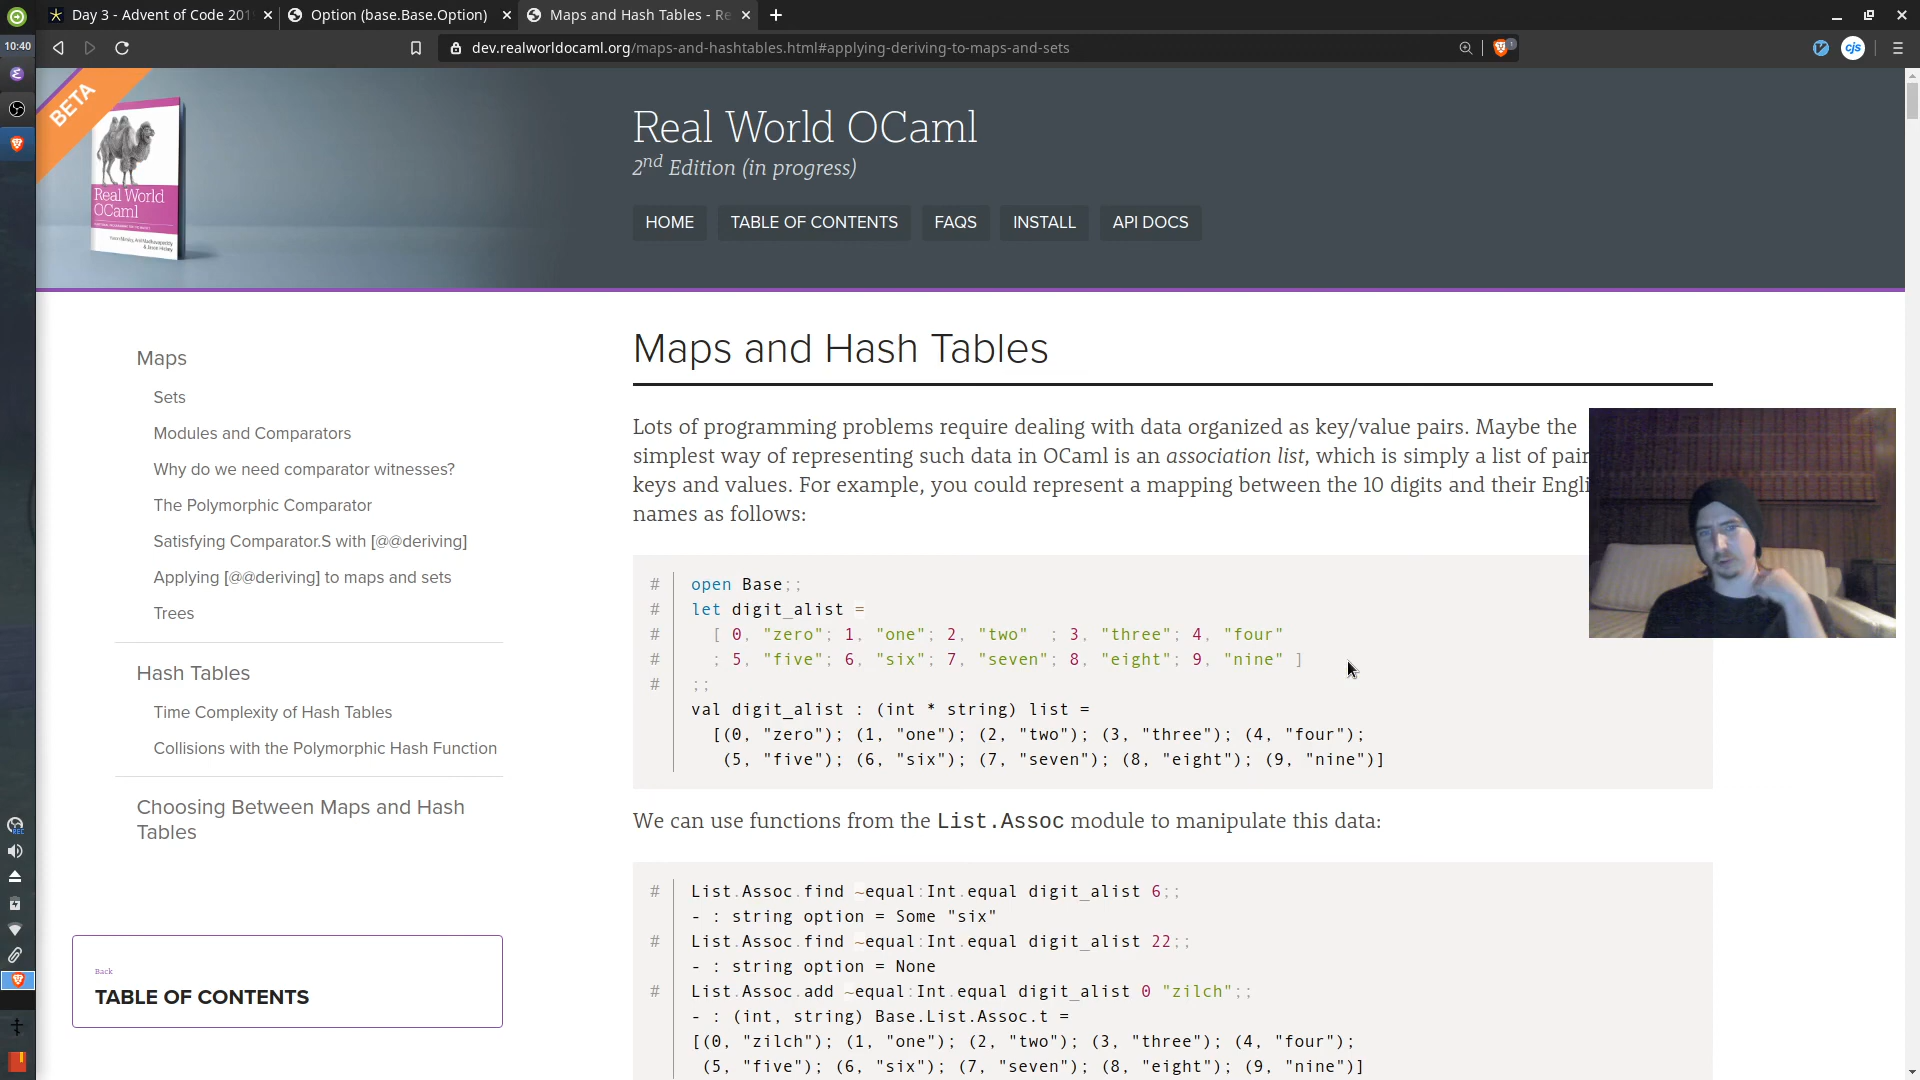 Day 3 - Advent of Code 201
Option (base.Base.Option)
Maps and Hash Tables - Re
10:40
dev.realworldocaml.org/maps-and-hashtables.html#applying-deriving-to-maps-and-sets
1
cjs
BETA
Real World
OCaml
Real World OCaml
2nd Edition (in progress)
HOME
TABLE OF CONTENTS
FAQS
INSTALL
API DOCS
Maps
Sets
Modules and Comparators
Why do we need comparator witnesses?
The Polymorphic Comparator
Satisfying Comparator.S with [@@deriving]
Applying [@@deriving] to maps and sets
Trees
Hash Tables
Time Complexity of Hash Tables
Collisions with the Polymorphic Hash Function
Choosing Between Maps and Hash
Tables
Back
TABLE OF CONTENTS
Maps and Hash Tables
Lots of programming problems require dealing with data organized as key/value pairs. Maybe the
simplest way of representing such data in OCaml is an association list, which is simply a list of pair
keys and values. For example, you could represent a mapping between the 10 digits and their Engli
names as follows:
# open Base;;
# let digit_alist =
# [ 0, "zero"; 1, "one"; 2, "two"  ; 3, "three"; 4, "four"
# ; 5, "five"; 6, "six"; 7, "seven"; 8, "eight"; 9, "nine" ]
# ;;
val digit_alist : (int * string) list =
[(0, "zero"); (1, "one"); (2, "two"); (3, "three"); (4, "four");
(5, "five"); (6, "six"); (7, "seven"); (8, "eight"); (9, "nine")]
We can use functions from the List.Assoc module to manipulate this data:
# List.Assoc.find ~equal:Int.equal digit_alist 6;;
- : string option = Some "six"
# List.Assoc.find ~equal:Int.equal digit_alist 22;;
- : string option = None
# List.Assoc.add ~equal:Int.equal digit_alist 0 "zilch";;
- : (int, string) Base.List.Assoc.t =
[(0, "zilch"); (1, "one"); (2, "two"); (3, "three"); (4, "four");
(5, "five"); (6, "six"); (7, "seven"); (8, "eight"); (9, "nine")]